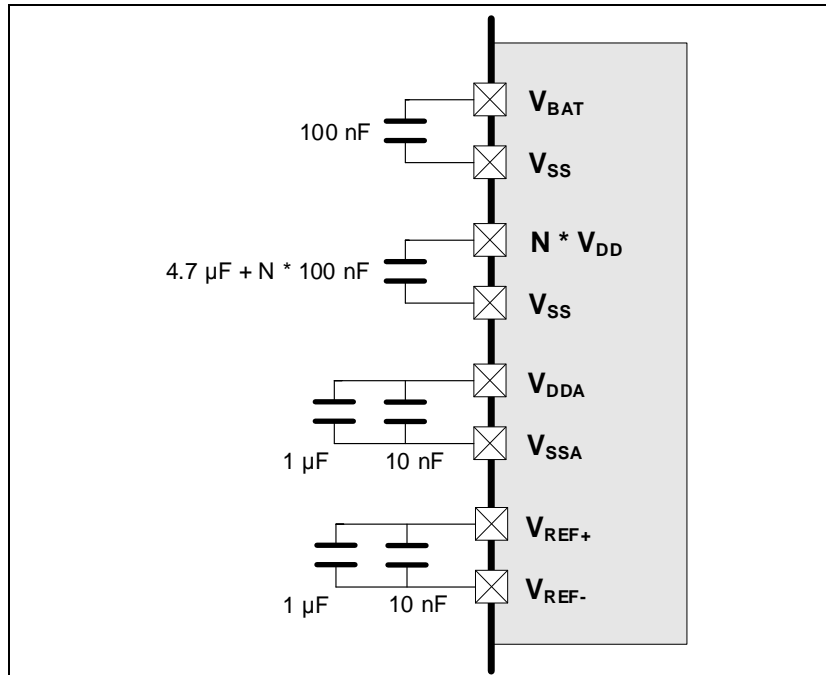 V_BAT
100 nF
V_SS
N * V_DD
4.7 µF + N * 100 nF
V_SS
V_DDA
1 µF 10 nF V_SSA
V_REF+
1 µF 10 nF V_REF-